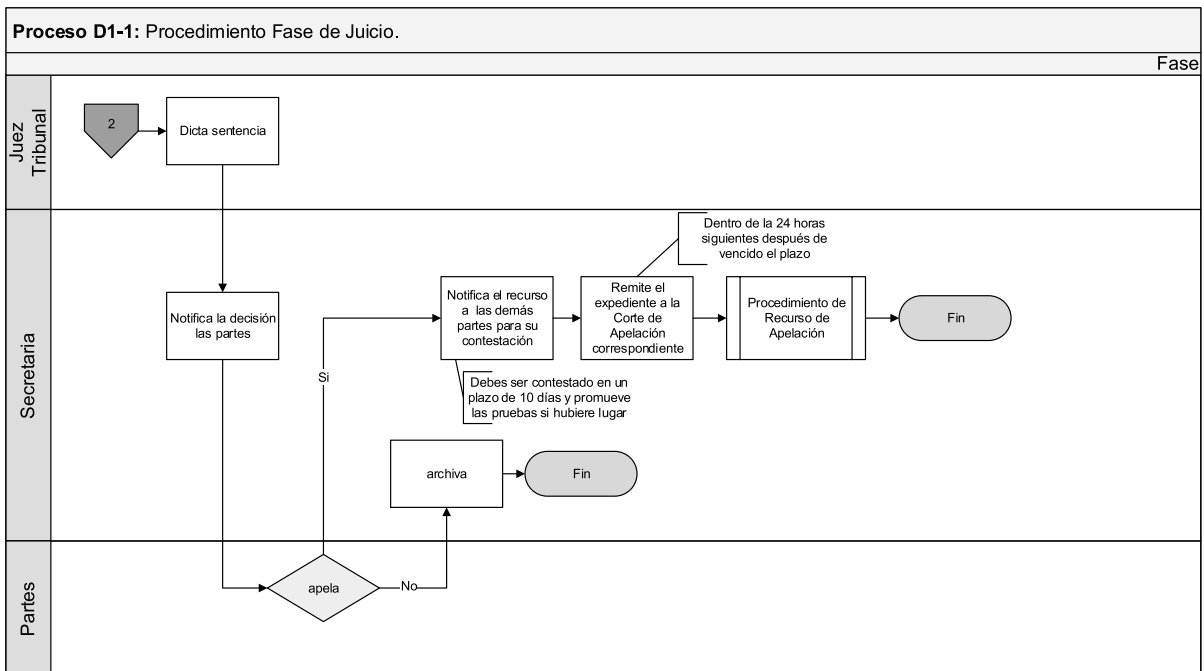 Proceso D1-1: Procedimiento Fase de Juicio.
Fase
Juez
Tribunal
2
Dicta sentencia
Secretaria
Dentro de la 24 horas
siguientes después de
vencido el plazo
Notifica la decisión
las partes
Notifica el recurso
a las demás
partes para su
contestación
Remite el
expediente a la
Corte de
Apelación
correspondiente
Procedimiento de
Recurso de
Apelación
Fin
Si
Debes ser contestado en un
plazo de 10 días y promueve
las pruebas si hubiere lugar
archiva
Fin
Partes
apela
No